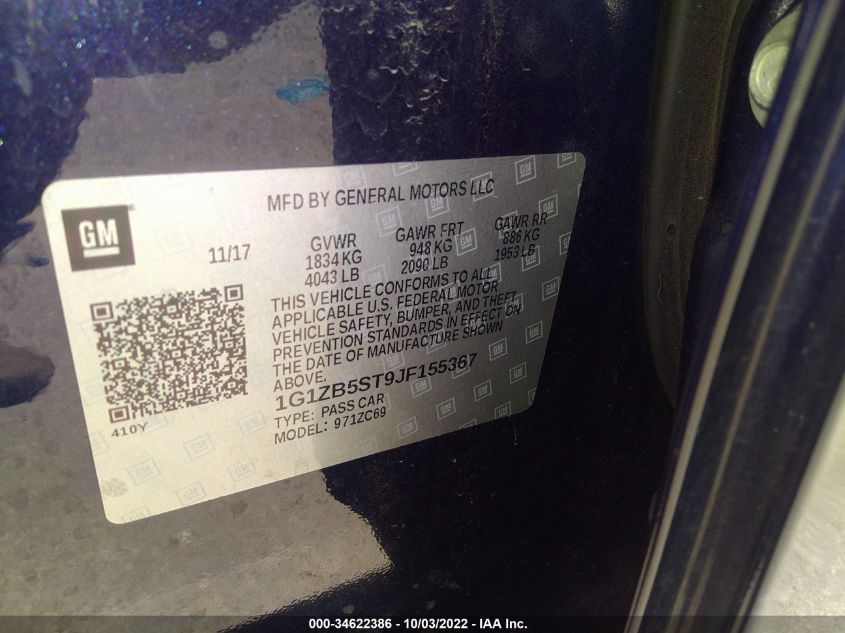 MFD BY GENERAL MOTORS LLC
GM
11/17
GVWR
1834 KG
4043 LB
GAWR FRT
948 KG
2090 LB
GAWR RR
886 KG
1953 LB
THIS VEHICLE CONFORMS TO ALL
APPLICABLE U.S. FEDERAL MOTOR
VEHICLE SAFETY, BUMPER, AND THEFT
PREVENTION STANDARDS IN EFFECT ON
THE DATE OF MANUFACTURE SHOWN
ABOVE.
1G1ZB5ST9JF155367
TYPE: PASS CAR
MODEL: 971ZC69
410Y
000-34622386 - 10/03/2022 - IAA Inc.